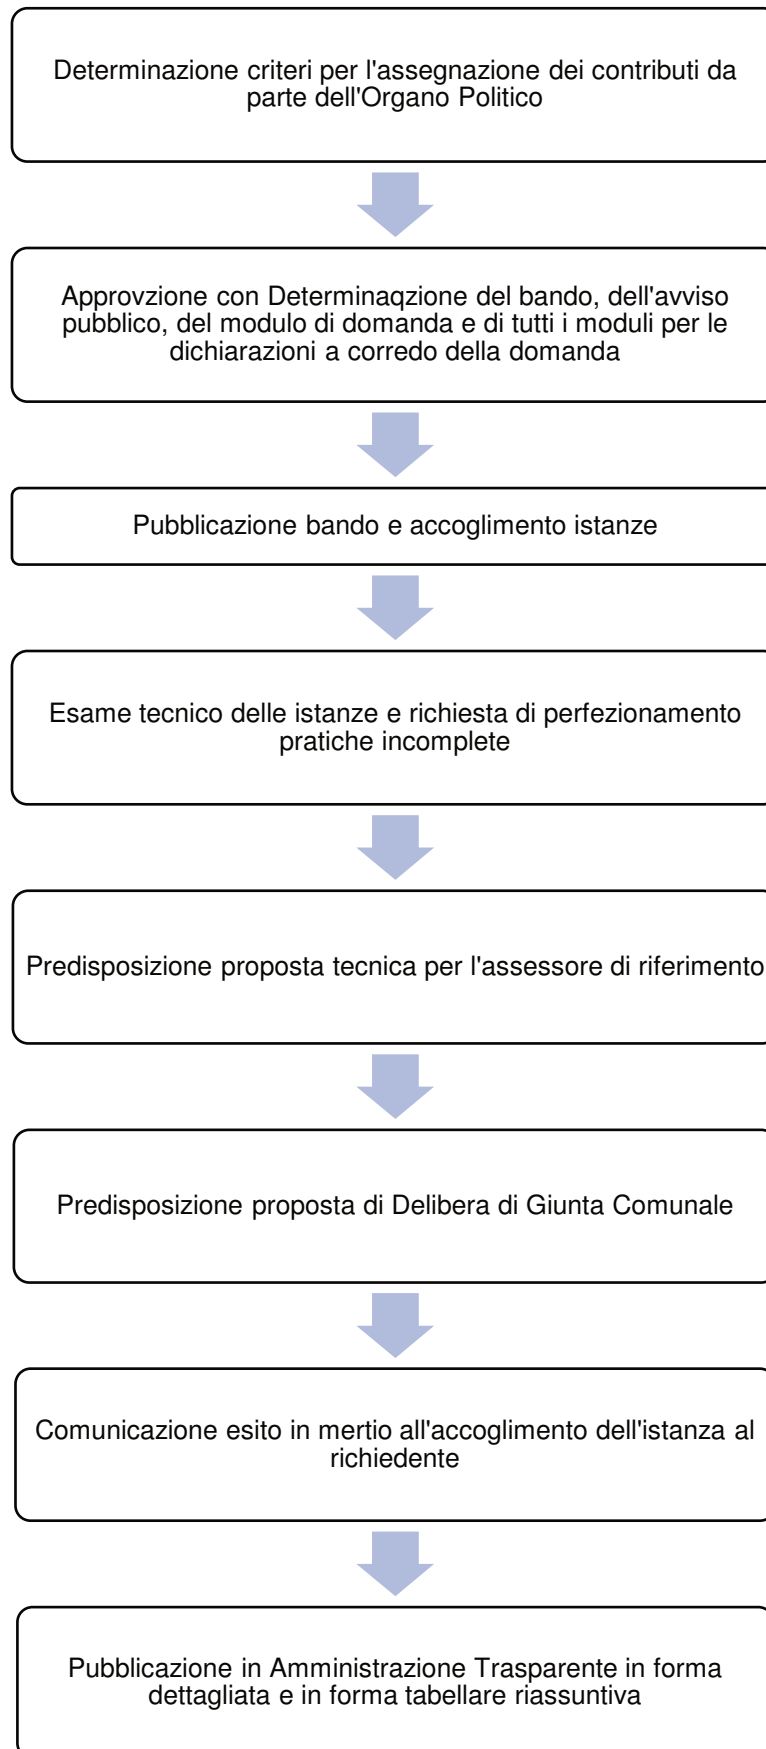 Determinazione criteri per l'assegnazione dei contributi da
parte dell'Organo Politico
Approvzione con Determinaqzione del bando, dell'avviso
pubblico, del modulo di domanda e di tutti i moduli per le
dichiarazioni a corredo della domanda
Pubblicazione bando e accoglimento istanze
Esame tecnico delle istanze e richiesta di perfezionamento
pratiche incomplete
Predisposizione proposta tecnica per l'assessore di riferimento
Predisposizione proposta di Delibera di Giunta Comunale
Comunicazione esito in mertio all'accoglimento dell'istanza al
richiedente
Pubblicazione in Amministrazione Trasparente in forma
dettagliata e in forma tabellare riassuntiva